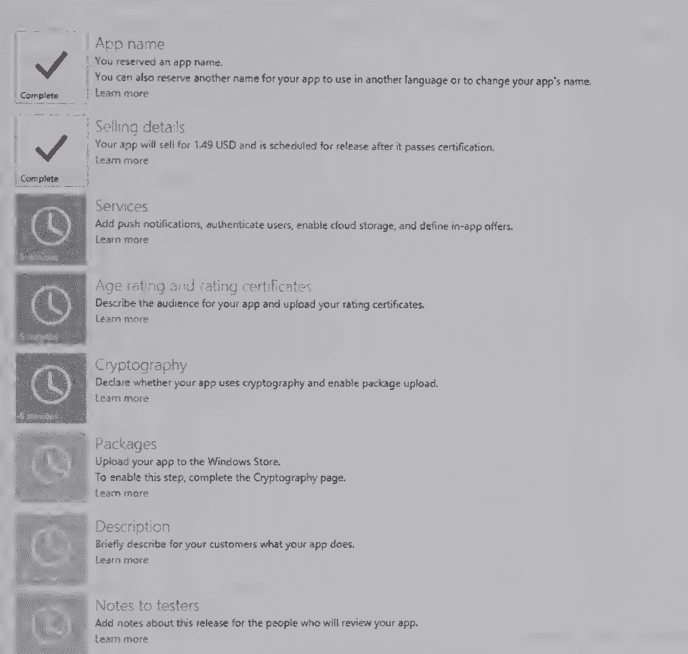 App name
You reserved an app name.
You can also reserve another name for your app to use in another language or to change your app's name.
Learn more
Complete
Selling details
Your app will sell for 1.49 USD and is scheduled for release after it passes certification.
Learn more
Complete
Services
Add push notifications, authenticate users, enable cloud storage, and define in-app offers.
Learn more
Age rating and rating certificates
Describe the audience for your app and upload your rating certificates.
Learn more
Cryptography
Declare whether your app uses cryptography and enable package upload.
Learn more
Packages
Upload your app to the Windows Store.
To enable this step, complete the Cryptography page.
Learn more
Description
Briefly describe for your customers what your app does.
Learn more
Notes to testers
Add notes about this release for the people who will review your app.
Learn more